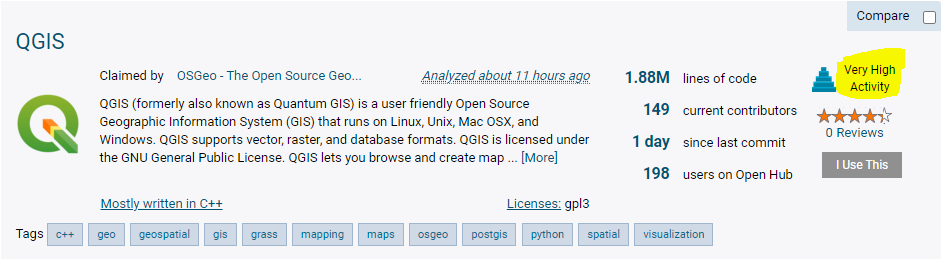 Compare
QGIS
Claimed by OSGeo - The Open Source Geo...
Analyzed about 11 hours ago
QGIS (formerly also known as Quantum GIS) is a user friendly Open Source
Geographic Information System (GIS) that runs on Linux, Unix, Mac OSX, and
Windows. QGIS supports vector, raster, and database formats. QGIS is licensed under
the GNU General Public License. QGIS lets you browse and create map ... [More]
Mostly written in C++
Licenses: gpl3
1.88M lines of code
149 current contributors
1 day since last commit
198 users on Open Hub
Very High
Activity
0 Reviews
I Use This
Tags c++ geo geospatial gis grass mapping maps osgeo postgis python spatial visualization